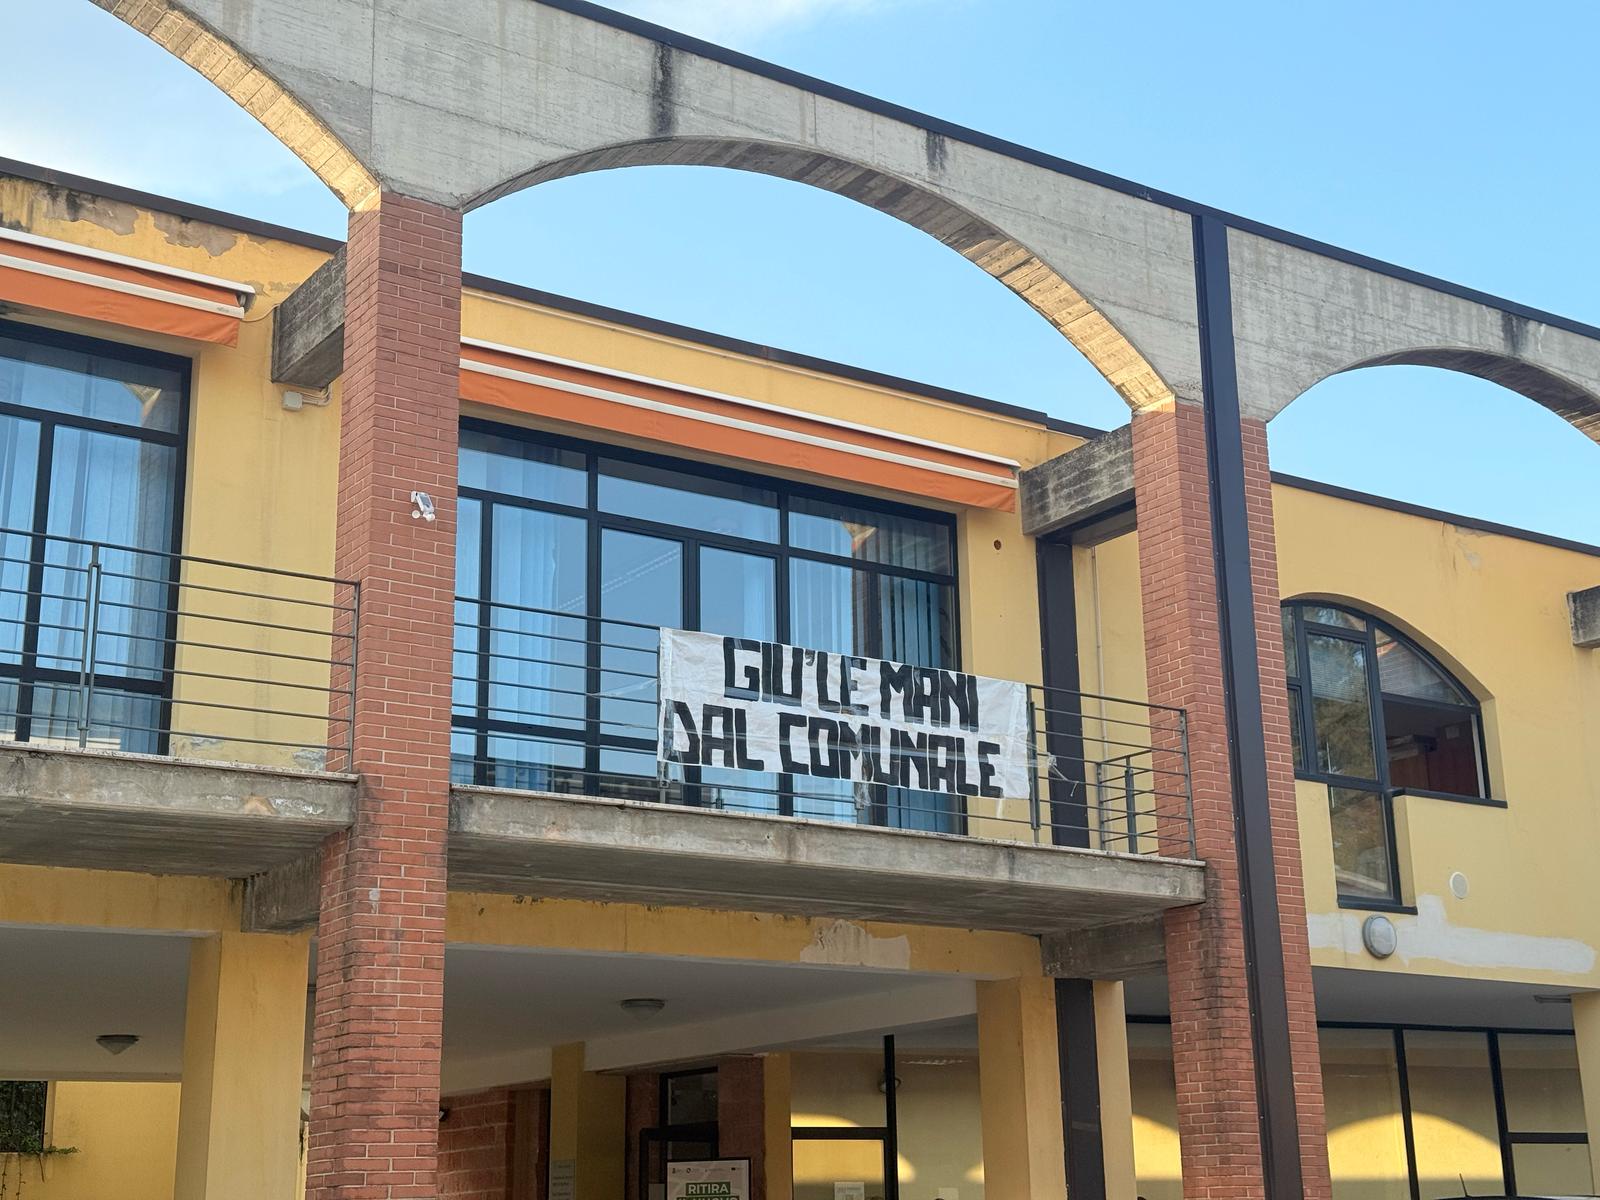 GIU' LE MANI
DAL COMUNALE
RITIRA